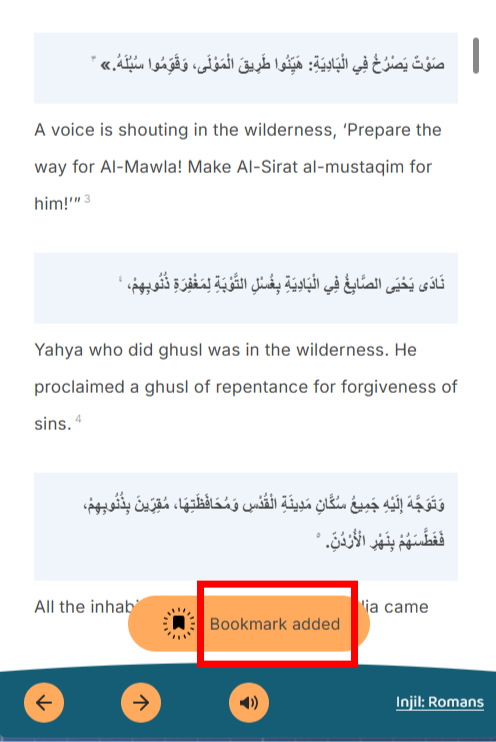 صَوْتٌ يَصْرُخُ فِي الْبَادِيَةِ: هَيِّئُوا طَرِيقَ الْمَوْلَى، وَقَوِّمُوا سُبُلَهُ.» ٣
A voice is shouting in the wilderness, ‘Prepare the
way for Al-Mawla! Make Al-Sirat al-mustaqim for
him!’” 3
نَادَى يَحْيَى الصَّابِغُ فِي الْبَادِيَةِ بِغُسْلِ التَّوْبَةِ لِمَغْفِرَةِ ذُنُوبِهِمْ، ٤
Yahya who did ghusl was in the wilderness. He
proclaimed a ghusl of repentance for forgiveness of
sins. 4
وَتَوَجَّهَ إِلَيْهِ جَمِيعُ سُكَّانِ مَدِينَةِ الْقُدْسِ وَمُحَافَظَتِهَا، مُقِرِّينَ بِذُنُوبِهِمْ،
فَغَطَّسَهُمْ بِنَهْرِ الْأُرْدُنِّ. ٥
All the inhab lia came
Bookmark added
Injil: Romans